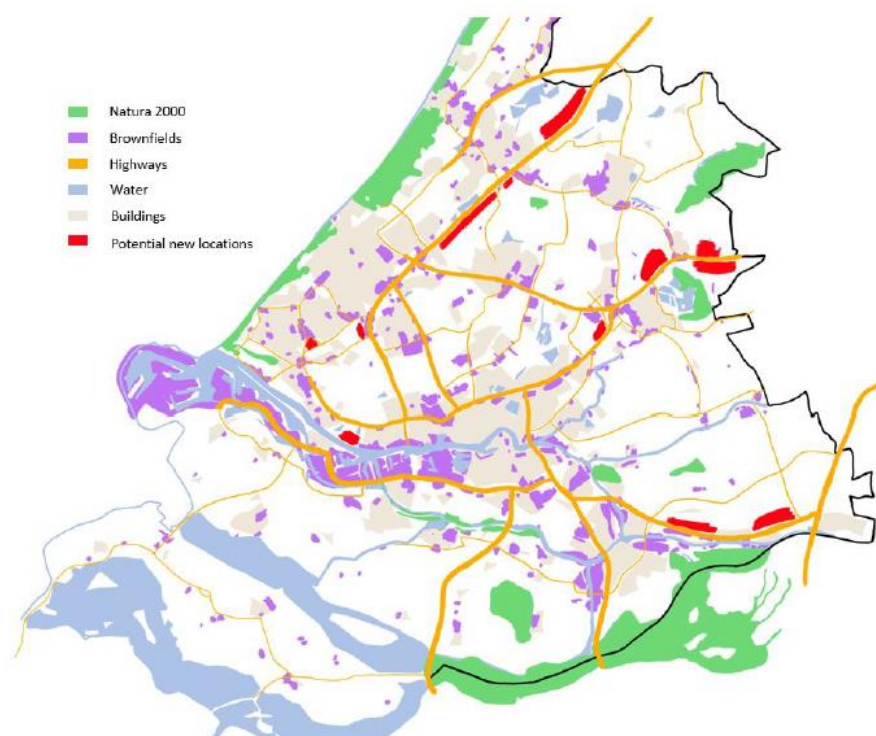 Natura 2000
Brownfields
Highways
Water
Buildings
Potential new locations